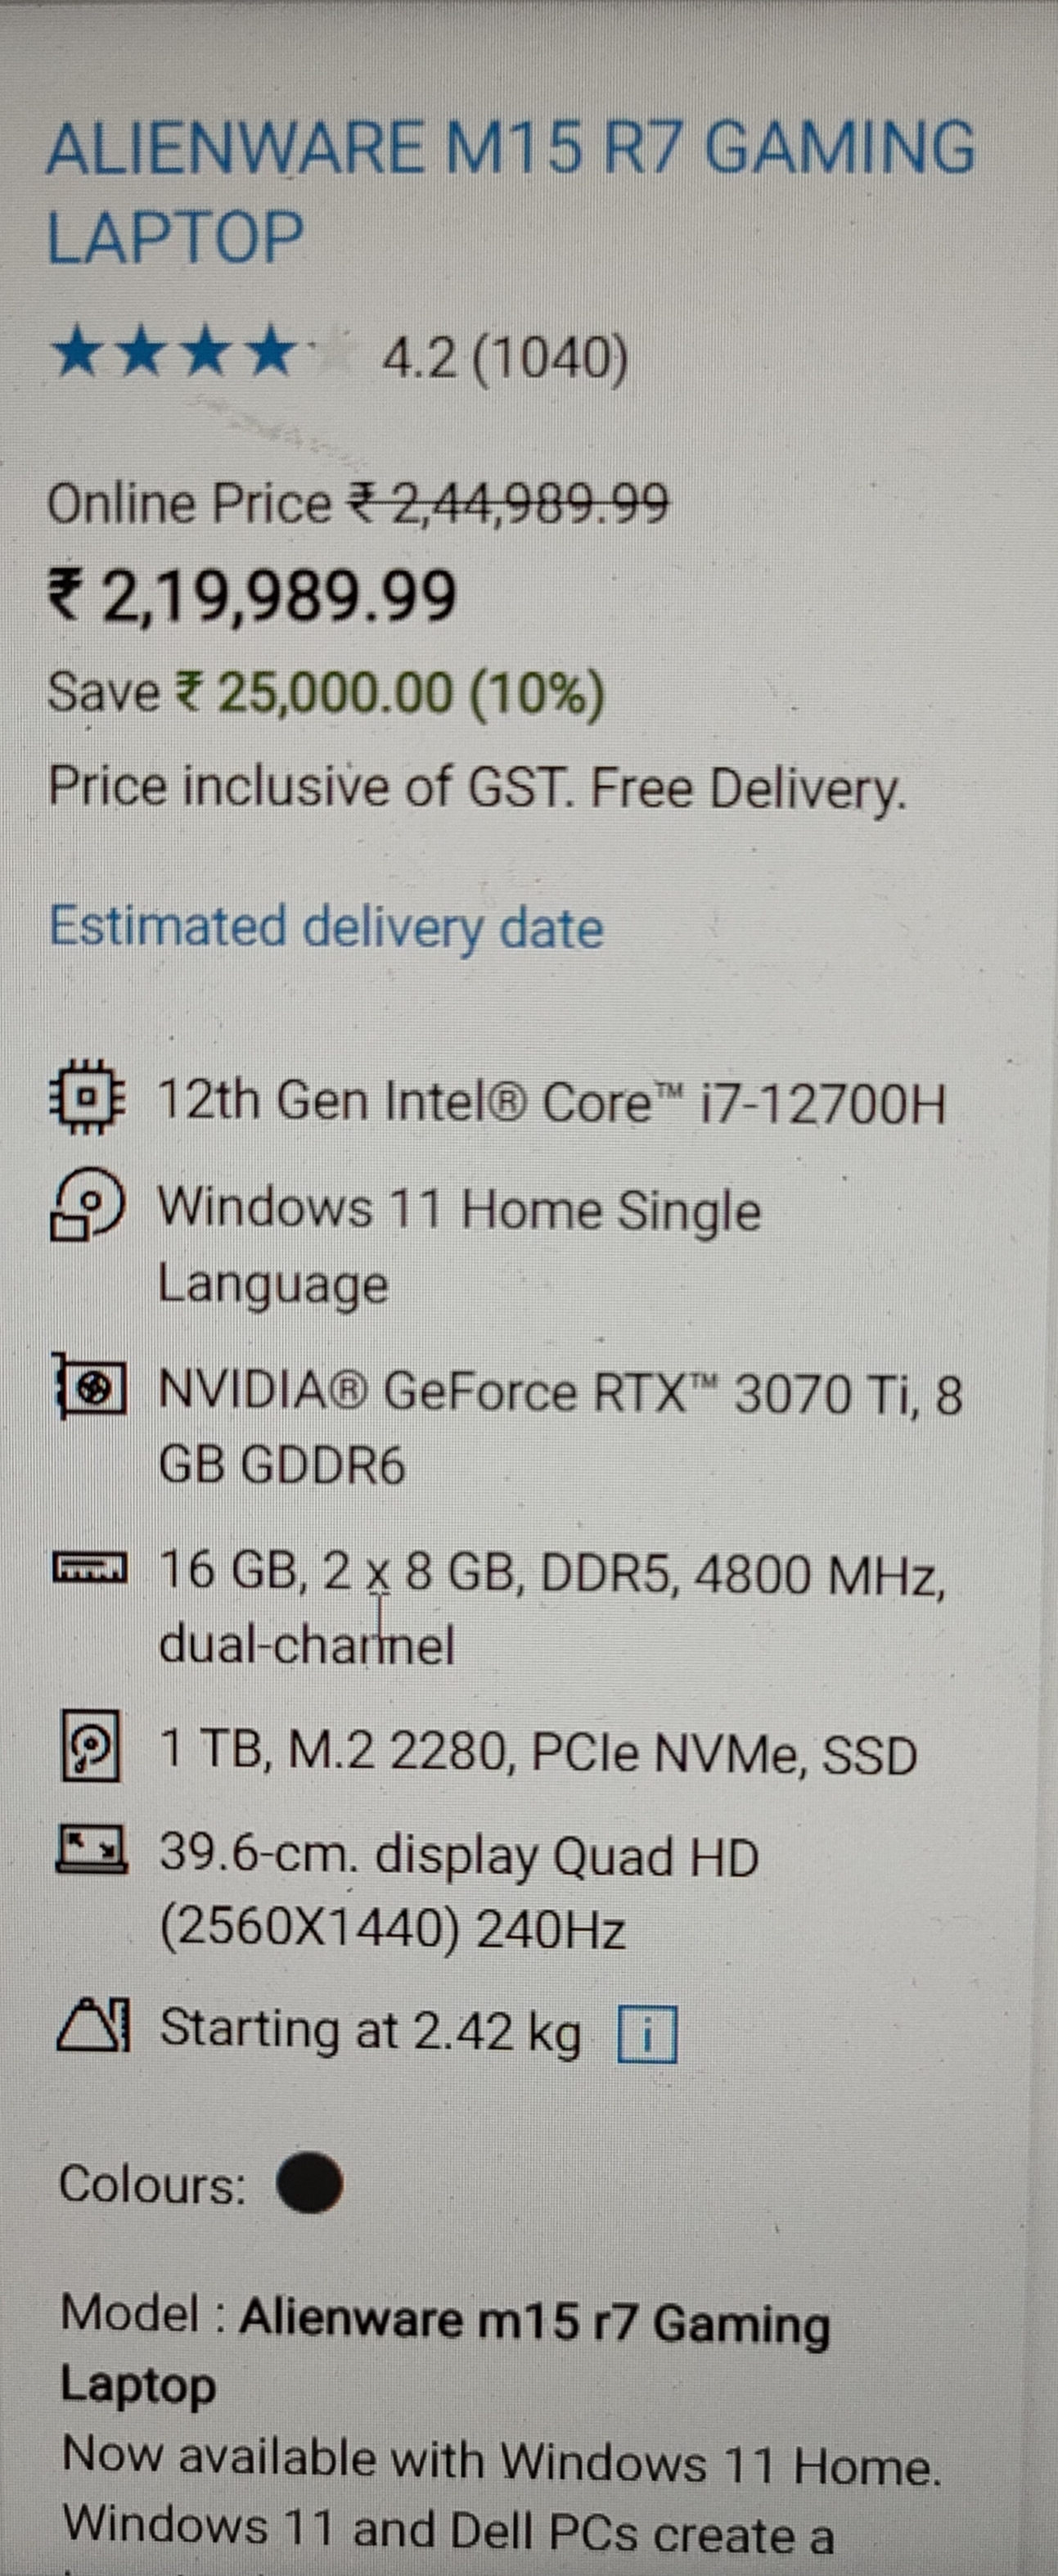 ALIENWARE M15 R7 GAMING
LAPTOP
4.2 (1040)
Online Price ₹ 2,44,989.99
₹ 2,19,989.99
Save ₹ 25,000.00 (10%)
Price inclusive of GST. Free Delivery.
Estimated delivery date
12th Gen Intel® Core™ i7-12700H
Windows 11 Home Single
Language
NVIDIA® GeForce RTX™ 3070 Ti, 8
GB GDDR6
16 GB, 2 x 8 GB, DDR5, 4800 MHz,
dual-channel
1 TB, M.2 2280, PCIe NVMe, SSD
39.6-cm. display Quad HD
(2560X1440) 240Hz
Starting at 2.42 kg i
Colours:
Model : Alienware m15 r7 Gaming
Laptop
Now available with Windows 11 Home.
Windows 11 and Dell PCs create a